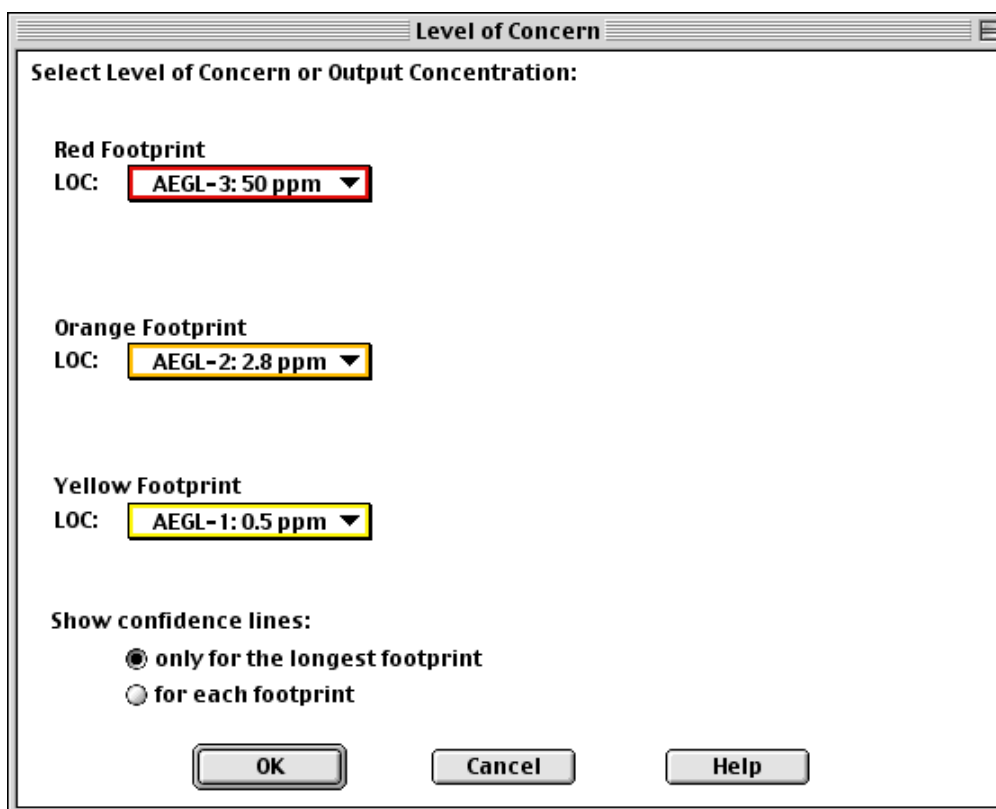 Level of Concern
Select Level of Concern or Output Concentration:
Red Footprint
LOC: AEGL-3: 50 ppm
Orange Footprint
LOC: AEGL-2: 2.8 ppm
Yellow Footprint
LOC: AEGL-1: 0.5 ppm
Show confidence lines:
only for the longest footprint
for each footprint
OK Cancel Help